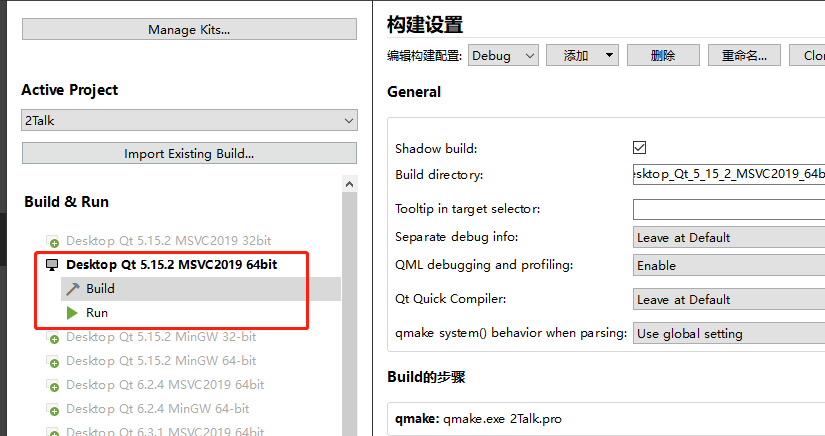 Manage Kits...
Active Project
2Talk
Import Existing Build...
Build & Run
Desktop Qt 5.15.2 MSVC2019 32bit
Desktop Qt 5.15.2 MSVC2019 64bit
Build
Run
Desktop Qt 5.15.2 MinGW 32-bit
Desktop Qt 5.15.2 MinGW 64-bit
Desktop Qt 6.2.4 MSVC2019 64bit
Desktop Qt 6.2.4 MinGW 64-bit
Desktop Qt 6.3.1 MSVC2019 64bit
构建设置
编辑构建配置: Debug 添加 删除 重命名... Clon
General
Shadow build:
Build directory: esktop_Qt_5_15_2_MSVC2019_64b
Tooltip in target selector:
Separate debug info: Leave at Default
QML debugging and profiling: Enable
Qt Quick Compiler: Leave at Default
qmake system() behavior when parsing: Use global setting
Build的步骤
qmake: qmake.exe 2Talk.pro